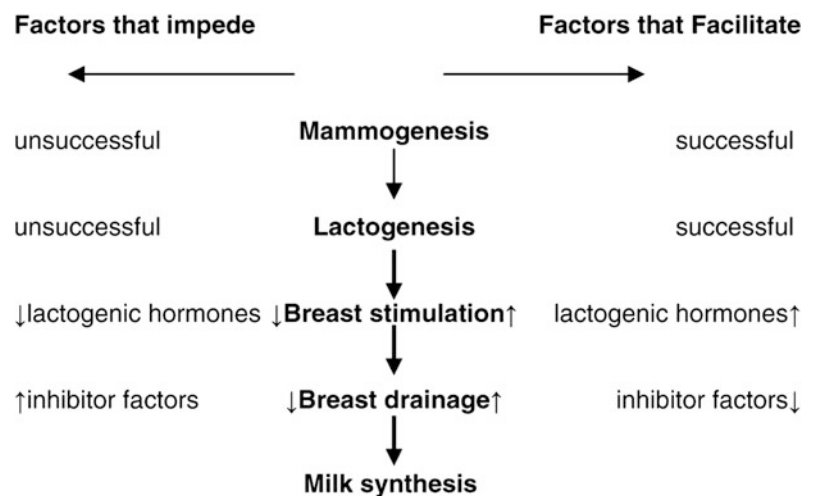 Factors that impede Factors that Facilitate
unsuccessful Mammogenesis successful
unsuccessful Lactogenesis successful
↓lactogenic hormones ↓Breast stimulation↑ lactogenic hormones↑
↑inhibitor factors ↓Breast drainage↑ inhibitor factors↓
Milk synthesis